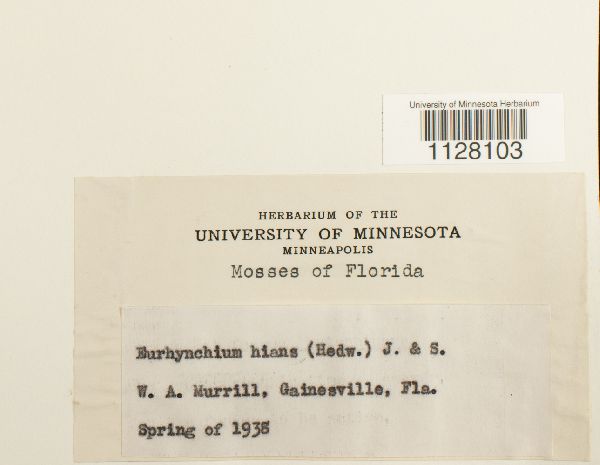 University of Minnesota Herbarium
1128103
HERBARIUM OF THE
UNIVERSITY OF MINNESOTA
MINNEAPOLIS
Mosses of Florida
Eurhynchium hians (Hedw.) J. & S.
W. A. Murrill, Gainesville, Fla.
Spring of 1938